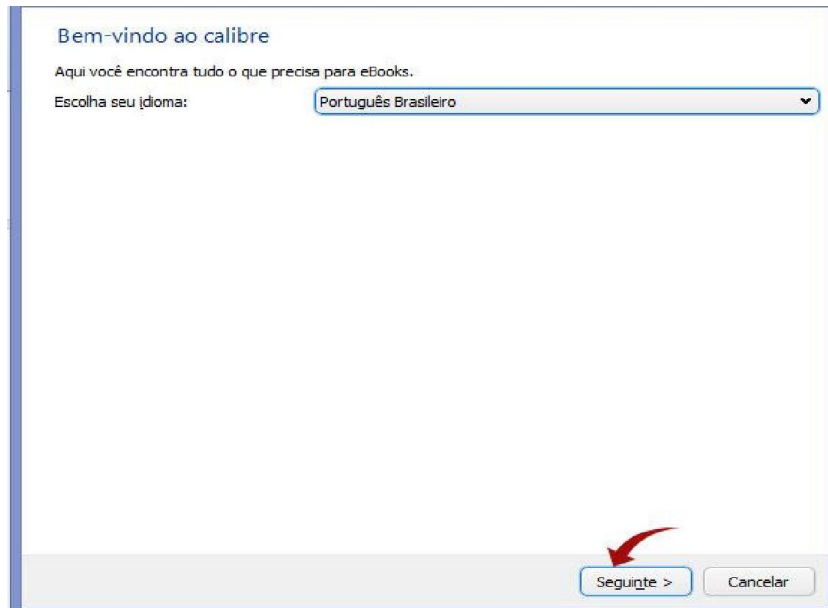 Bem-vindo ao calibre
Aqui você encontra tudo o que precisa para eBooks.
Escolha seu idioma: Português Brasileiro
Seguinte > Cancelar